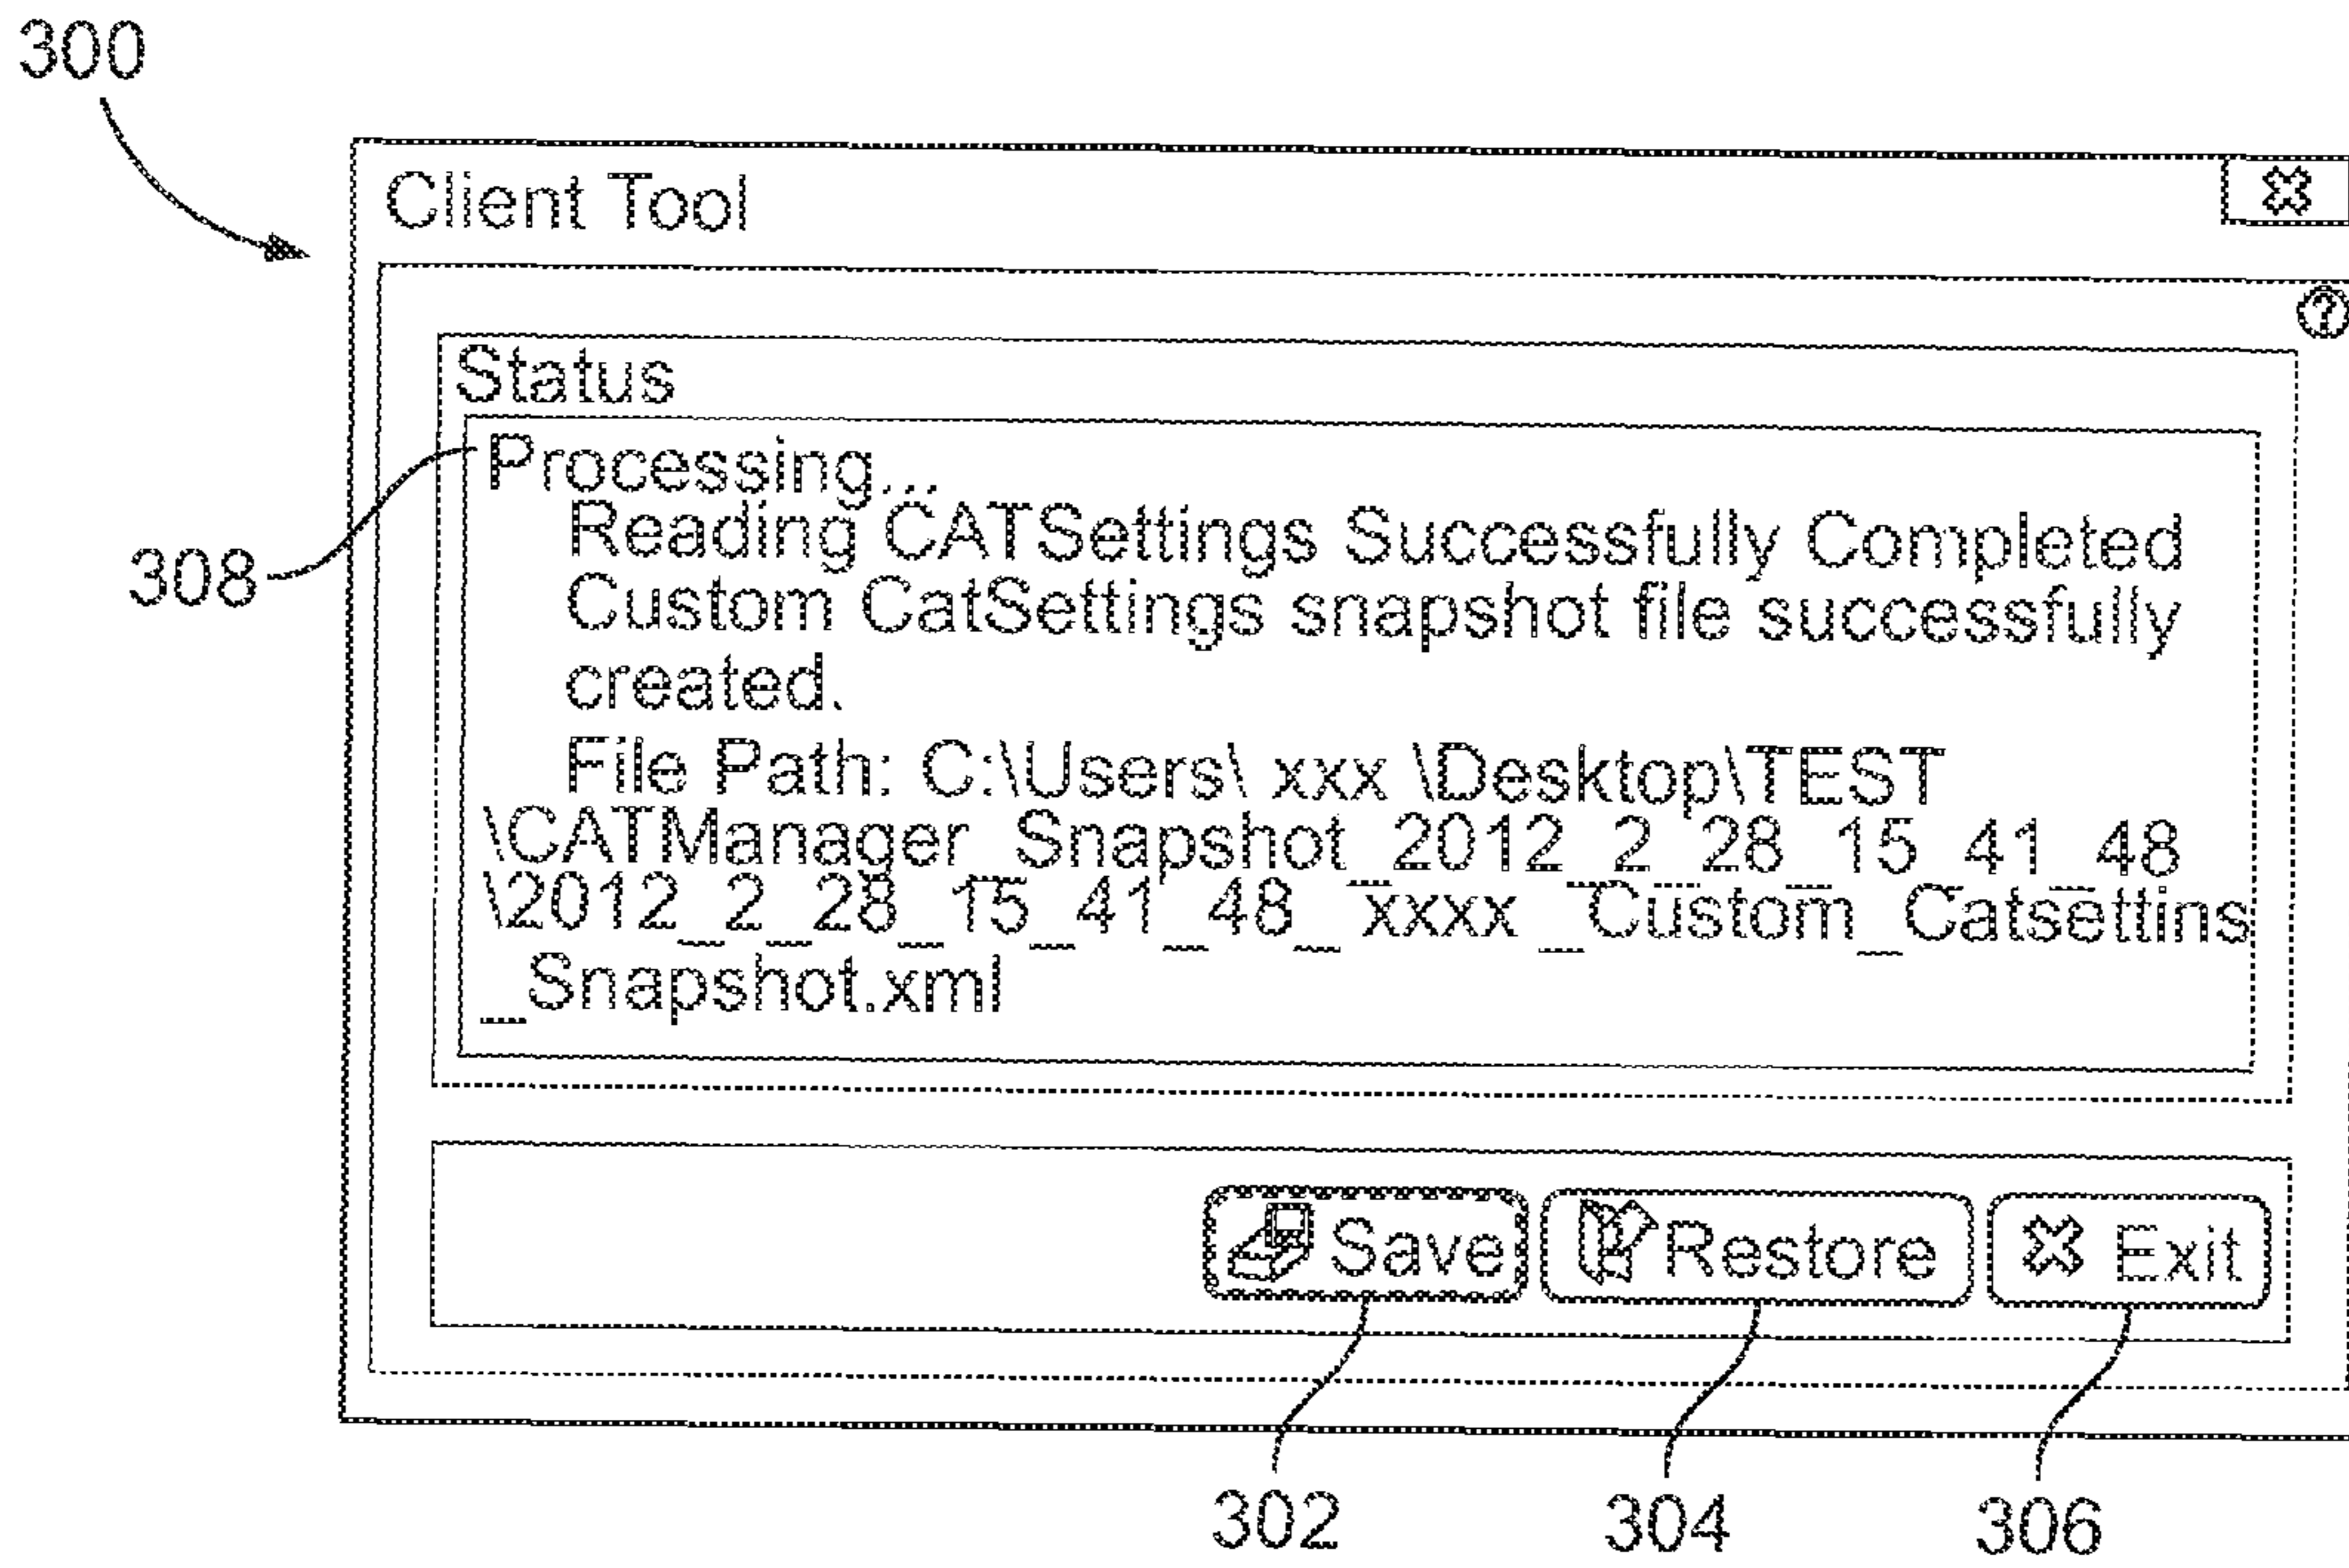 300
Client Tool
Status
Processing...
Reading CATSettings Successfully Completed
Custom CatSettings snapshot file successfully
created.
File Path: C:\Users\ xxx \Desktop\TEST
\CATManager_Snapshot_2012_2_28_15_41_48
\2012_2_28_15_41_48_ xxxx _Custom_Catsettins
_Snapshot.xml
308
Save
Restore
Exit
302
304
306